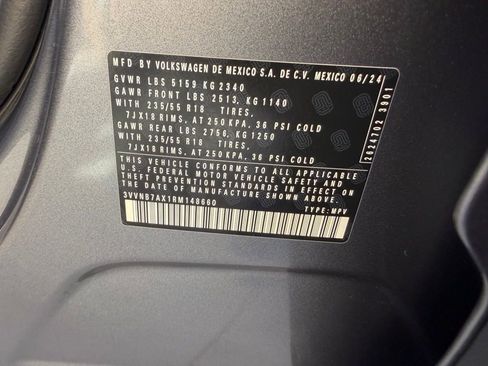 MFD BY VOLKSWAGEN DE MEXICO S.A. DE C.V. MEXICO 06/24
GVWR LBS 5159 KG 2340
GAWR FRONT LBS 2513, KG 1140
WITH 235/55 R18 TIRES,
7JX18 RIMS, AT 250 KPA, 36 PSI COLD
GAWR REAR LBS 2756, KG 1250
WITH 235/55 R18 TIRES,
7JX18 RIMS, AT 250 KPA, 36 PSI COLD
THIS VEHICLE CONFORMS TO ALL APPLICABLE
U.S. FEDERAL MOTOR VEHICLE SAFETY AND
THEFT PREVENTION STANDARDS IN EFFECT ON
THE DATE OF MANUFACTURE SHOWN ABOVE.
3VVNB7AX1RM148660 TYPE: MPV
2624702 3901